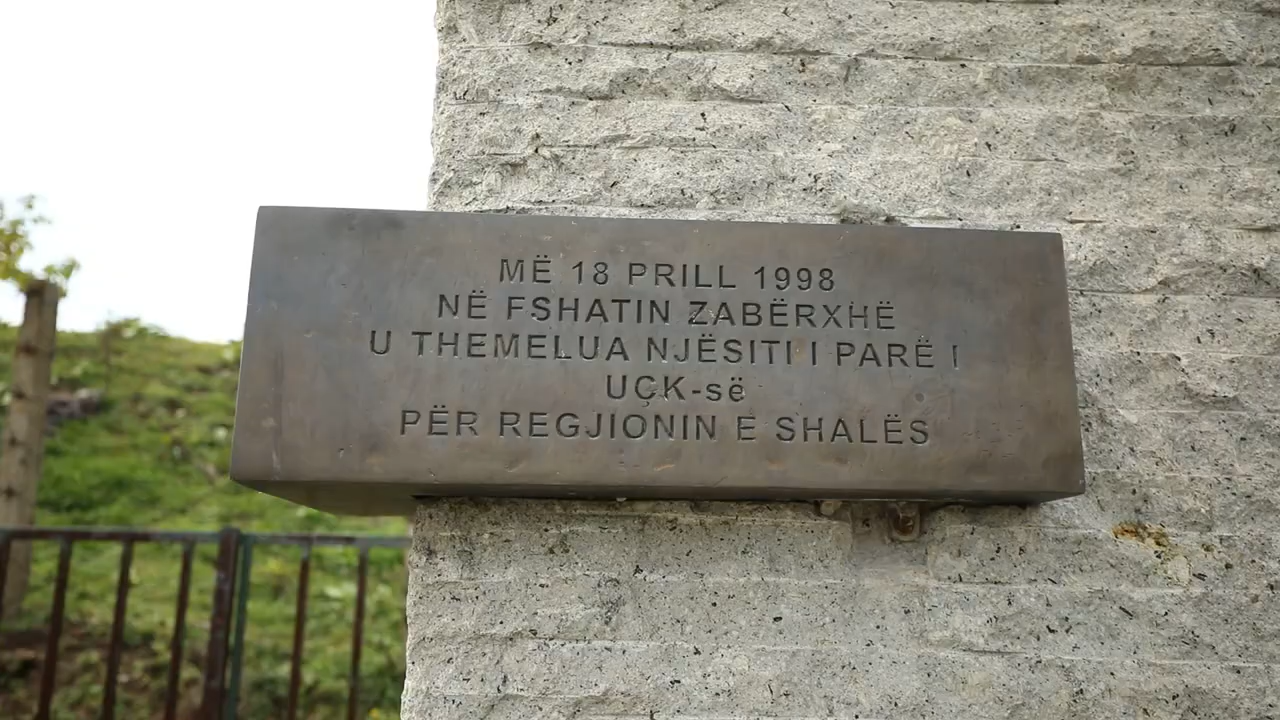 MË 18 PRILL 1998
NË FSHATIN ZABËRXHË
U THEMELUA NJËSITI I PARË I
UÇK-së
PËR REGJIONIN E SHALËS